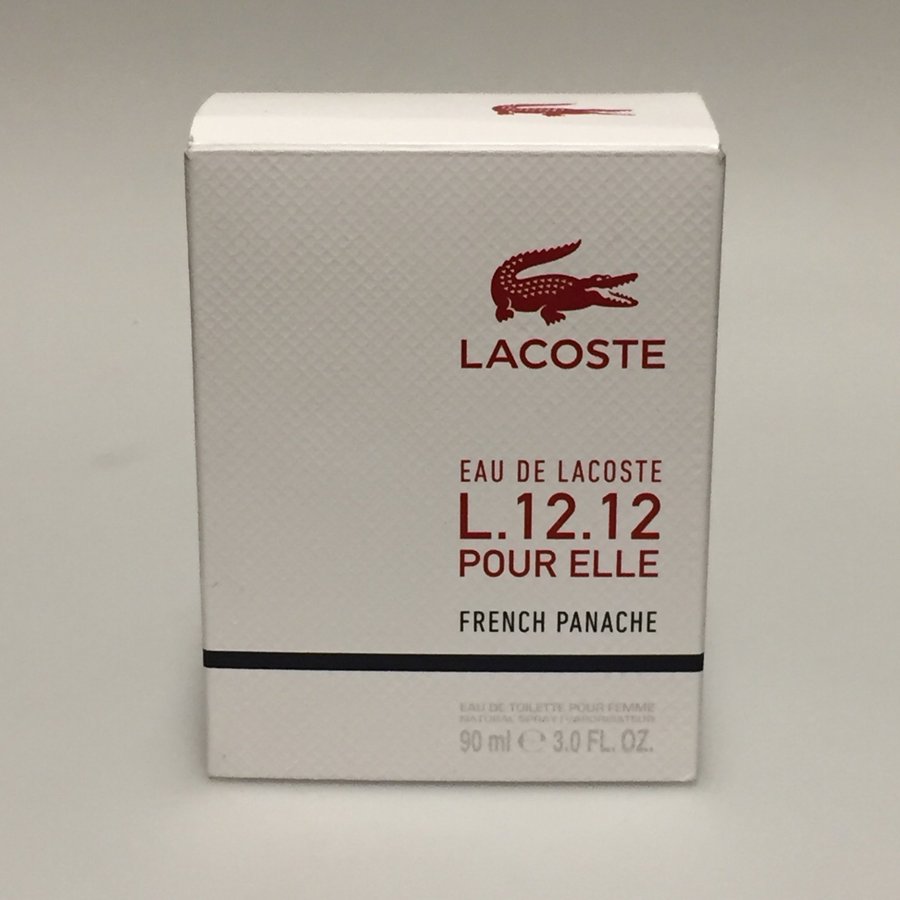 LACOSTE
EAU DE LACOSTE
L.12.12
POUR ELLE
FRENCH PANACHE
EAU DE TOILETTE POUR FEMME
NATURAL SPRAY / VAPORISATEUR
90 ml ℮ 3.0 FL. OZ.